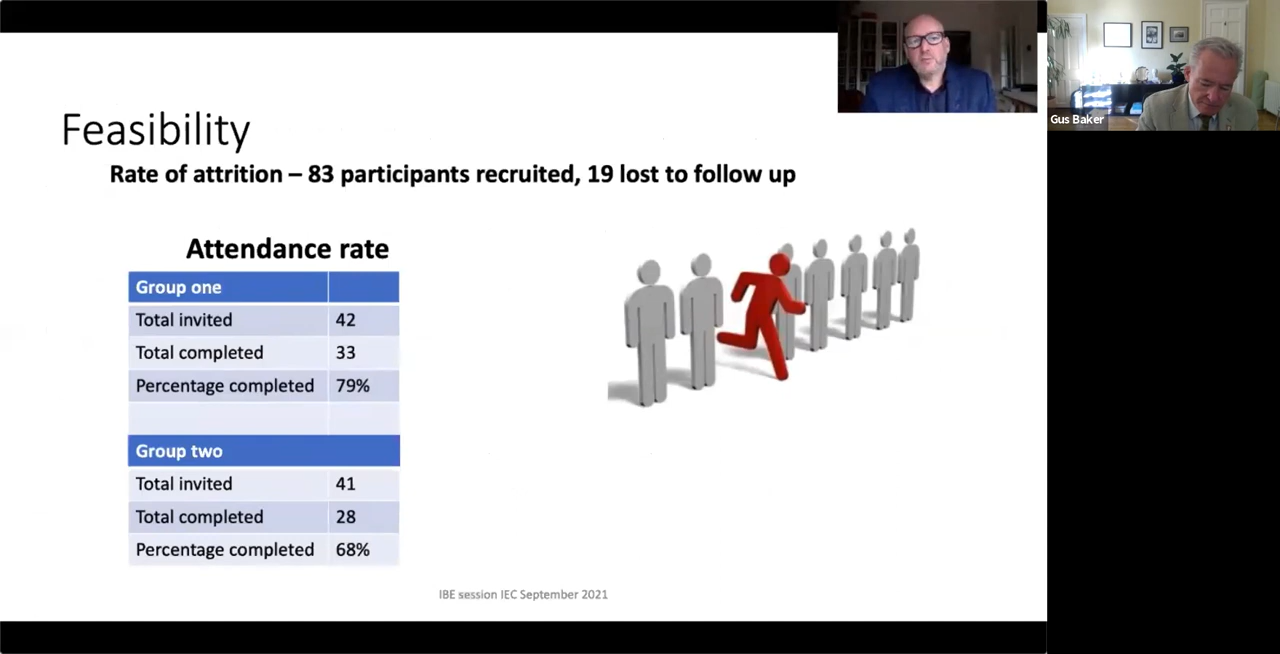 Feasibility
Rate of attrition – 83 participants recruited, 19 lost to follow up
Attendance rate
Group one
Total invited 42
Total completed 33
Percentage completed 79%
Group two
Total invited 41
Total completed 28
Percentage completed 68%
IBE session IEC September 2021
Gus Baker